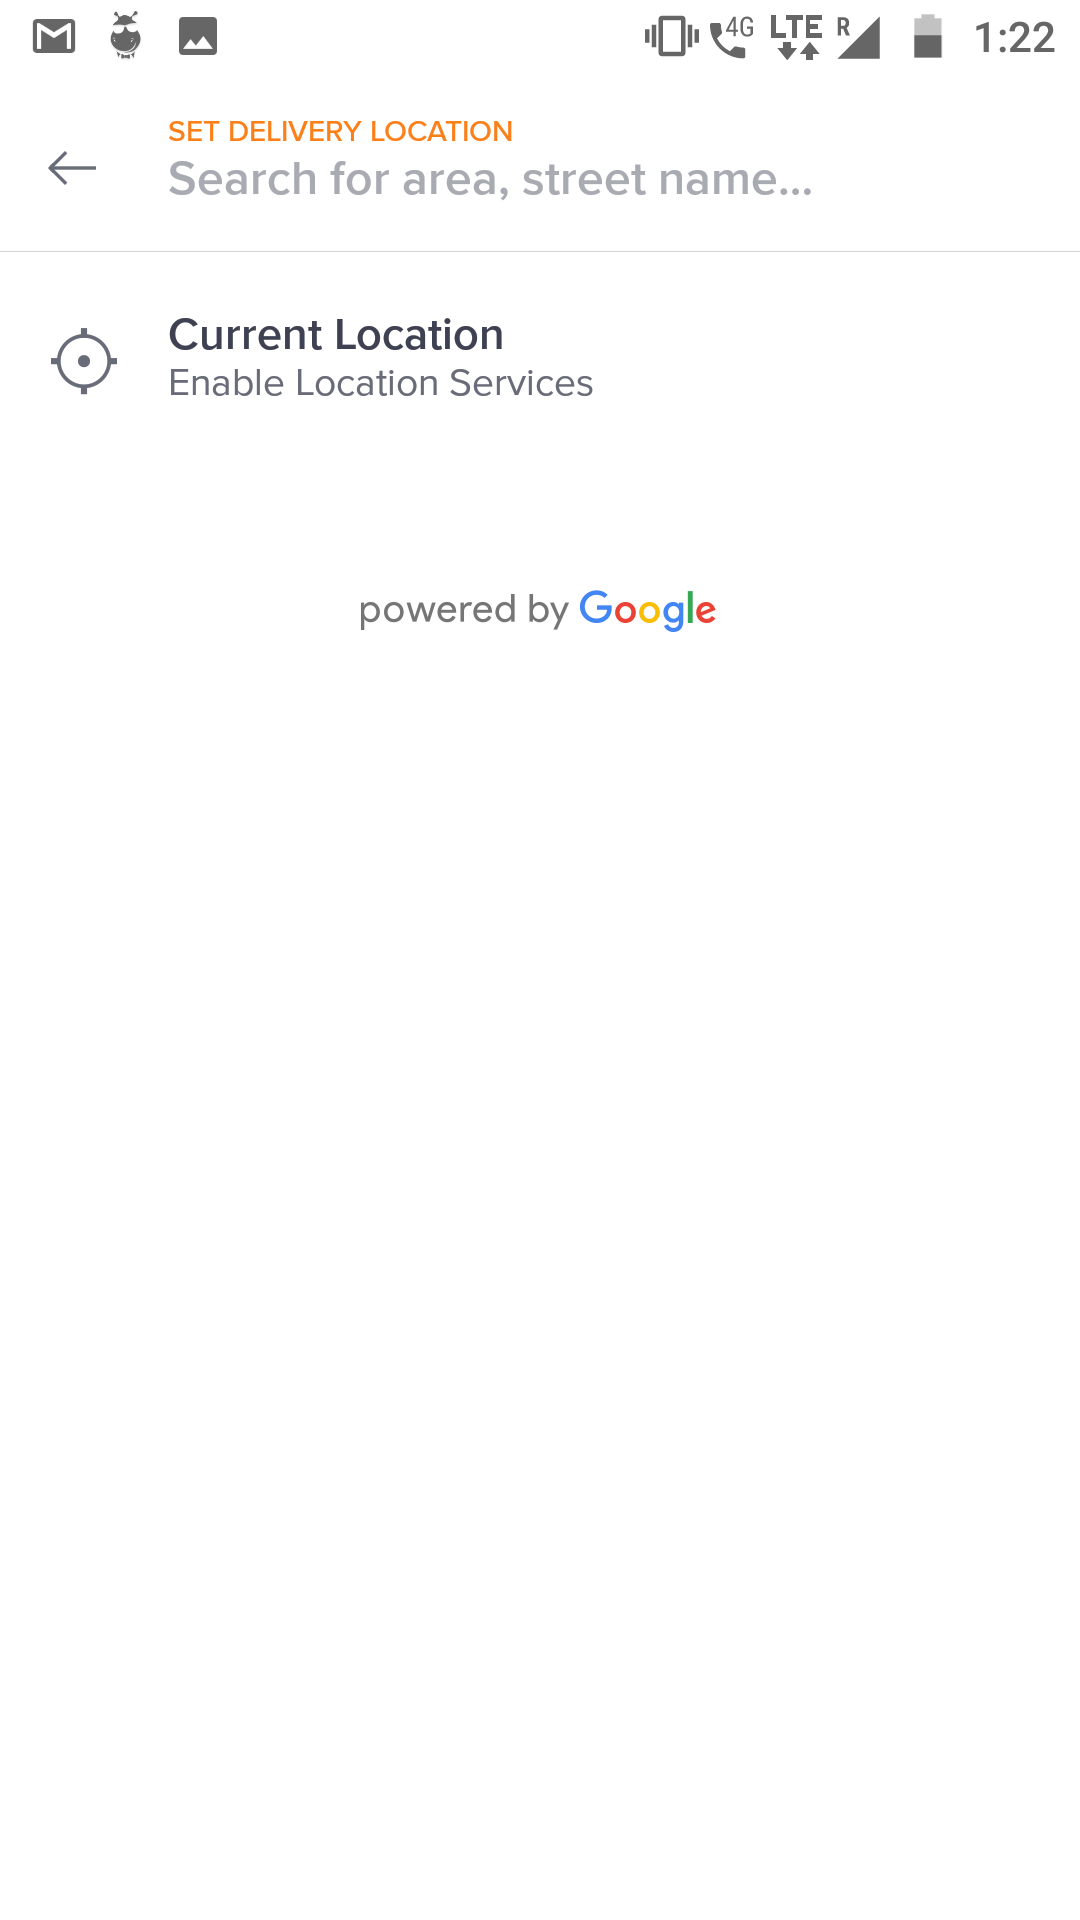 4G LTE R 1:22
SET DELIVERY LOCATION
Search for area, street name...
Current Location
Enable Location Services
powered by Google